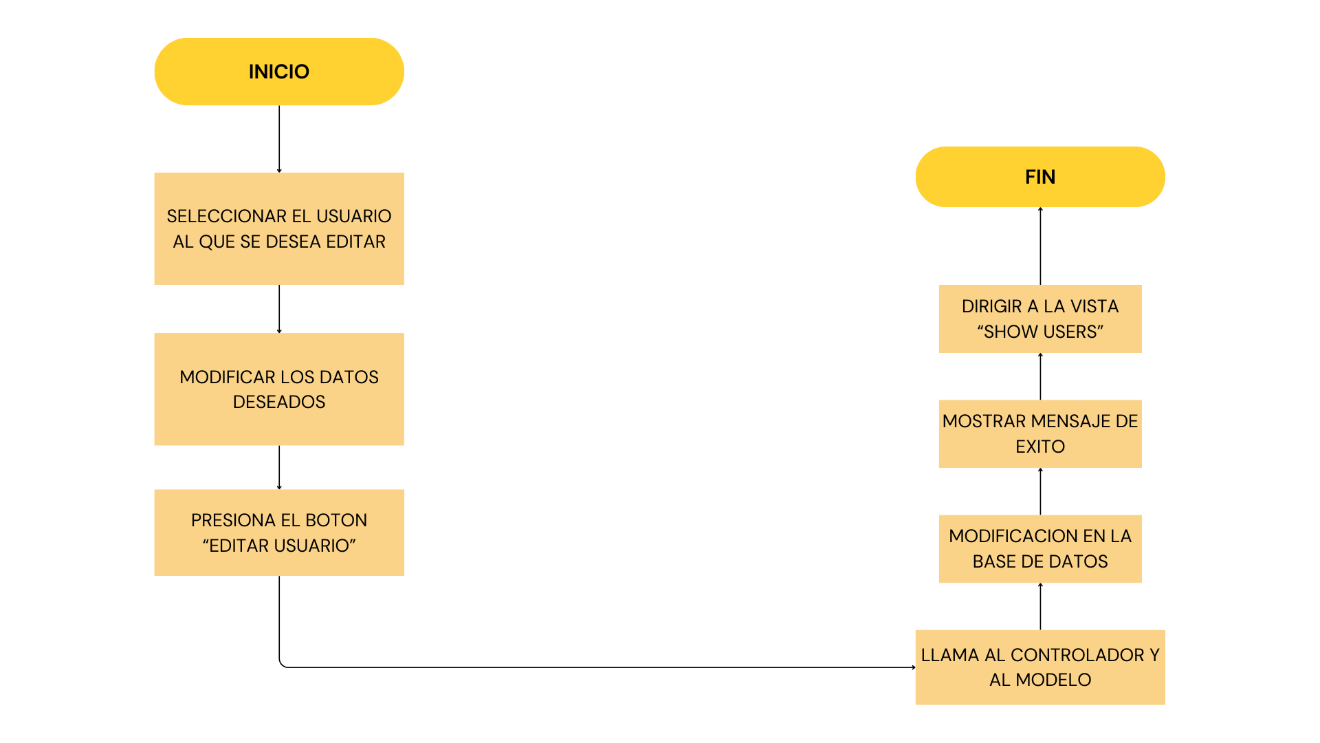 INICIO
SELECCIONAR EL USUARIO
AL QUE SE DESEA EDITAR
MODIFICAR LOS DATOS
DESEADOS
PRESIONA EL BOTON
“EDITAR USUARIO”
LLAMA AL CONTROLADOR Y
AL MODELO
MODIFICACION EN LA
BASE DE DATOS
MOSTRAR MENSAJE DE
EXITO
DIRIGIR A LA VISTA
“SHOW USERS”
FIN